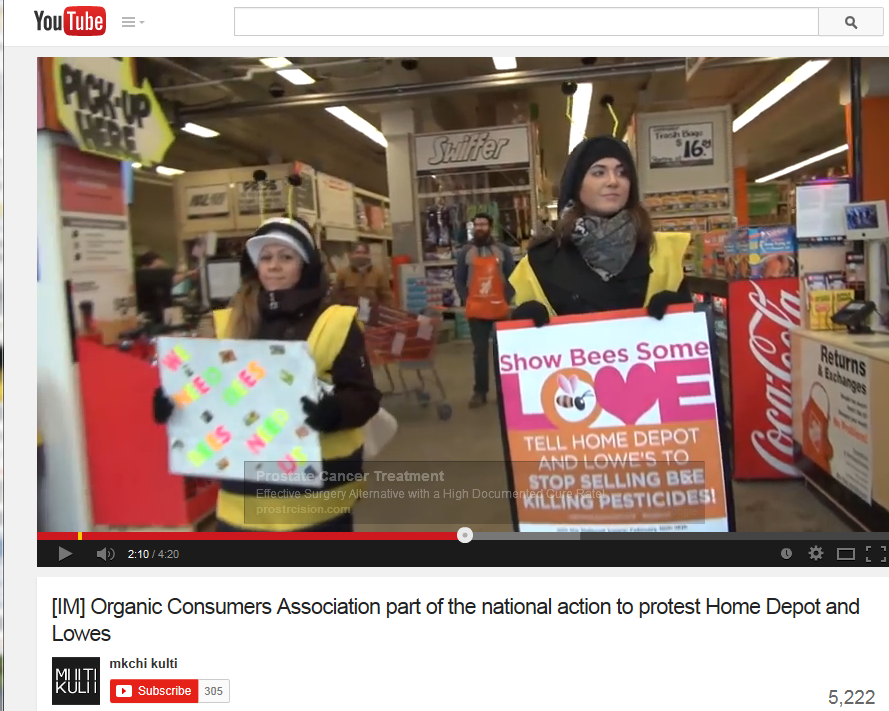 YouTube
PICK-UP
HERE
Swiffer
Trash Bags
$16.
WE
NEED BEES
BEES NEED
US
Show Bees Some
LOVE
TELL HOME DEPOT
AND LOWE'S TO
STOP SELLING BEE
KILLING PESTICIDES!
Coca-Cola
Returns
& Exchanges
Prostate Cancer Treatment
Effective Surgery Alternative with a High Documented Cure Rate!
prostrcision.com
2:10 / 4:20
[IM] Organic Consumers Association part of the national action to protest Home Depot and
Lowes
MULTI
KULTI
mkchi kulti
Subscribe 305
5,222